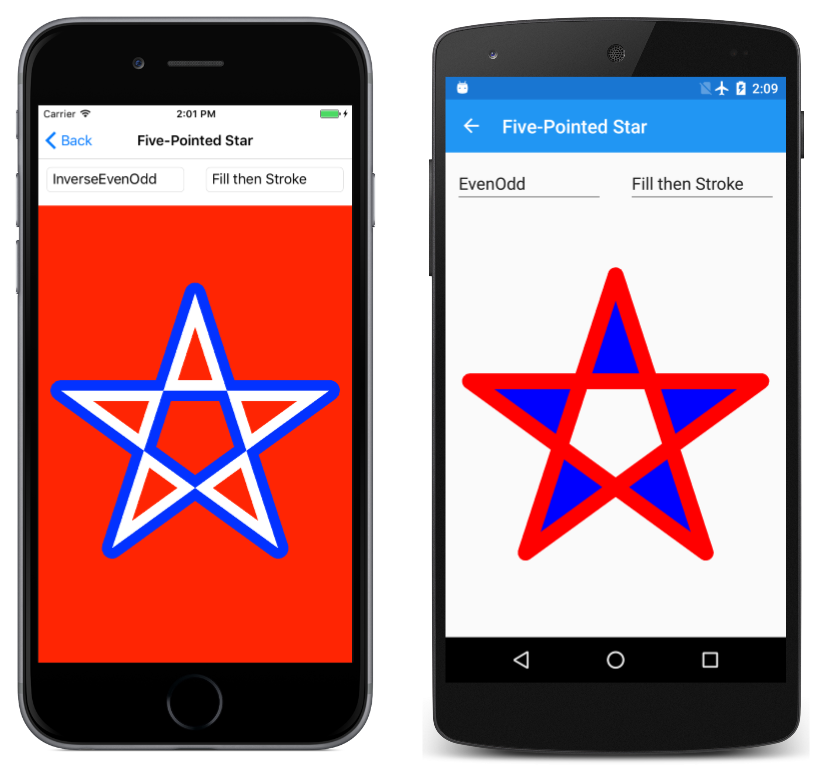 Carrier
2:01 PM
Back
Five-Pointed Star
InverseEvenOdd
Fill then Stroke
2:09
Five-Pointed Star
EvenOdd
Fill then Stroke